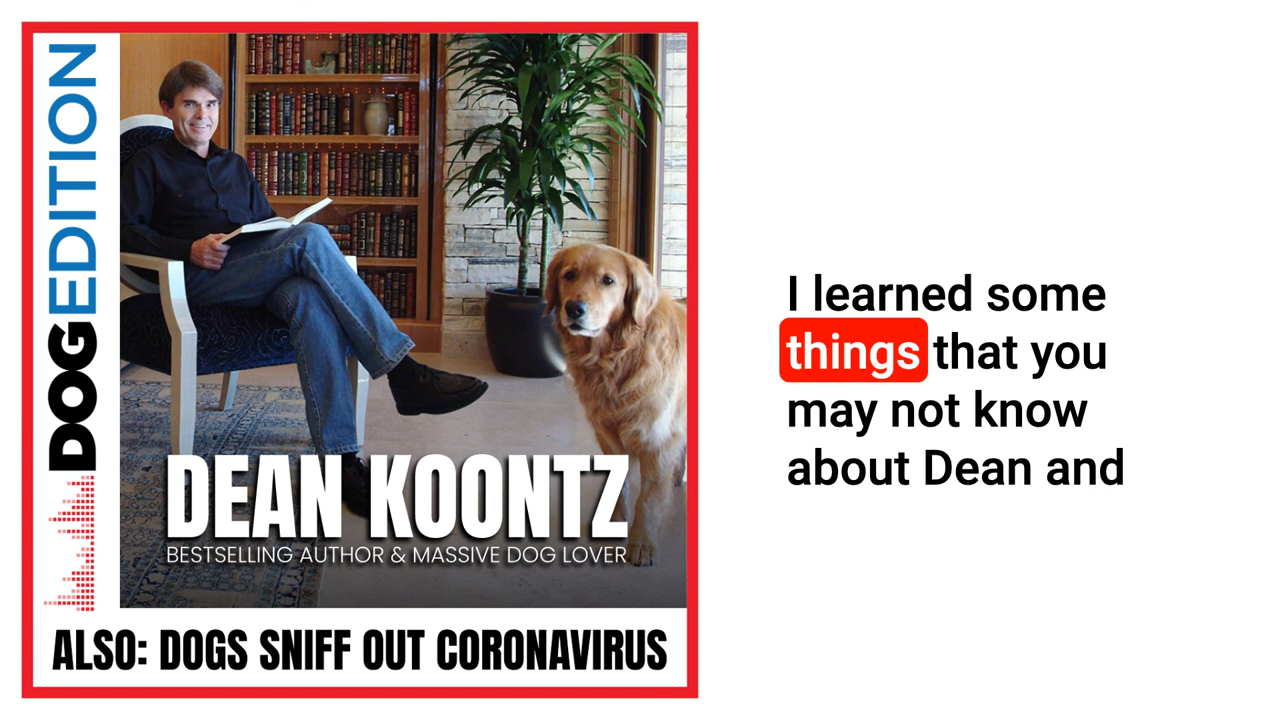 DOGEDITION
DEAN KOONTZ
BESTSELLING AUTHOR & MASSIVE DOG LOVER
ALSO: DOGS SNIFF OUT CORONAVIRUS
I learned some
things that you
may not know
about Dean and